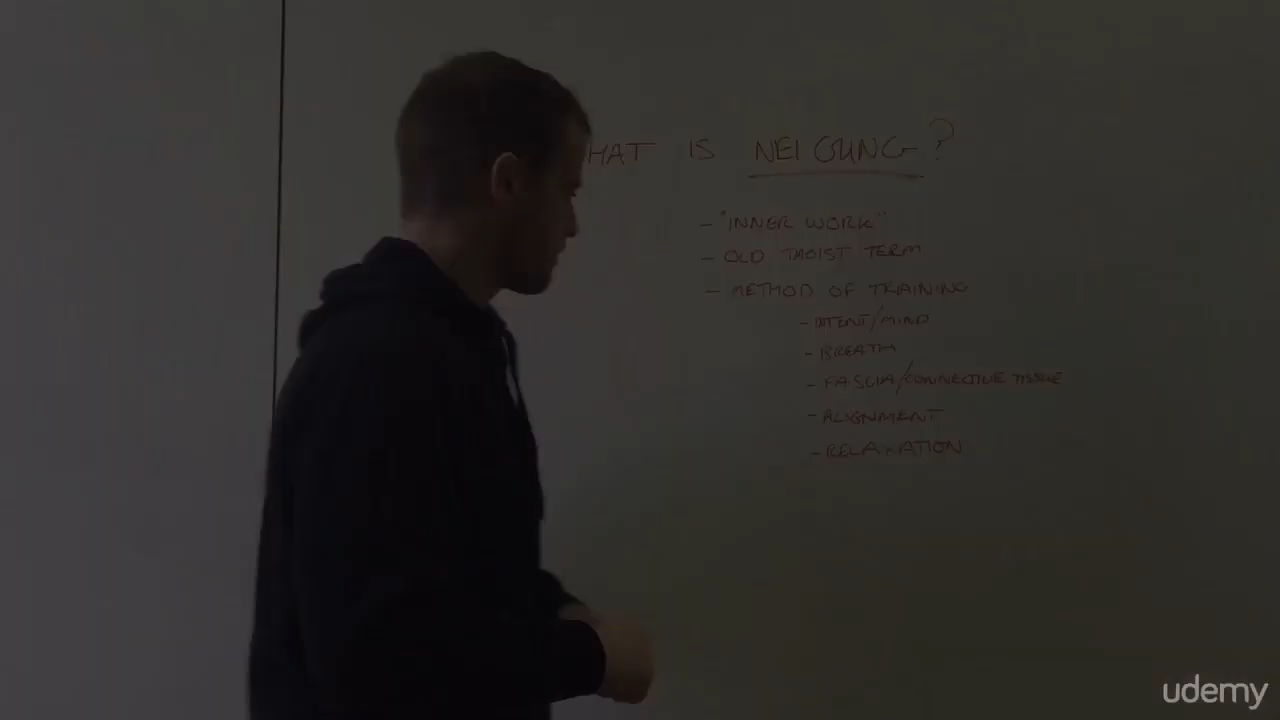 HAT IS NEI GUNG?
- "INNER WORK"
- OLD TAOIST TERM
- METHOD OF TRAINING
- INTENT/MIND
- BREATH
- FASCIA/CONNECTIVE TISSUE
- ALIGNMENT
- RELAXATION
udemy